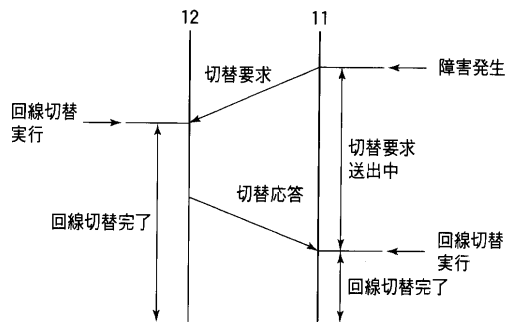 12
11
切替要求
障害発生
回線切替
実行
切替要求
送出中
切替応答
回線切替完了
回線切替
実行
回線切替完了